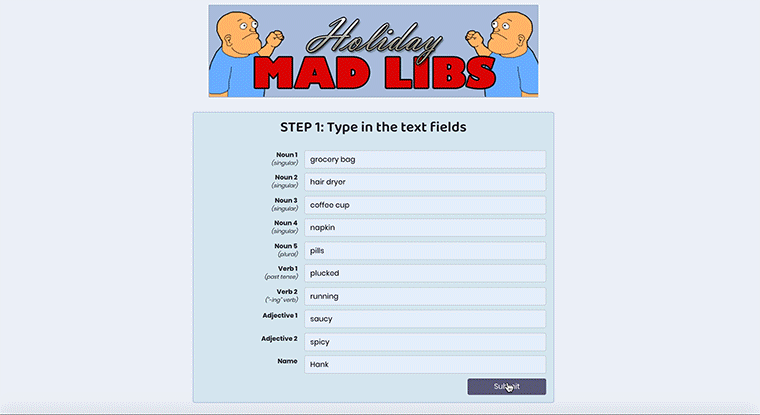 Holiday
MAD LIBS
STEP 1: Type in the text fields
Noun 1
(singular)
grocery bag
Noun 2
(singular)
hair dryer
Noun 3
(singular)
coffee cup
Noun 4
(singular)
napkin
Noun 5
(plural)
pills
Verb 1
(past tense)
plucked
Verb 2
("-ing" verb)
running
Adjective 1
saucy
Adjective 2
spicy
Name
Hank
Submit